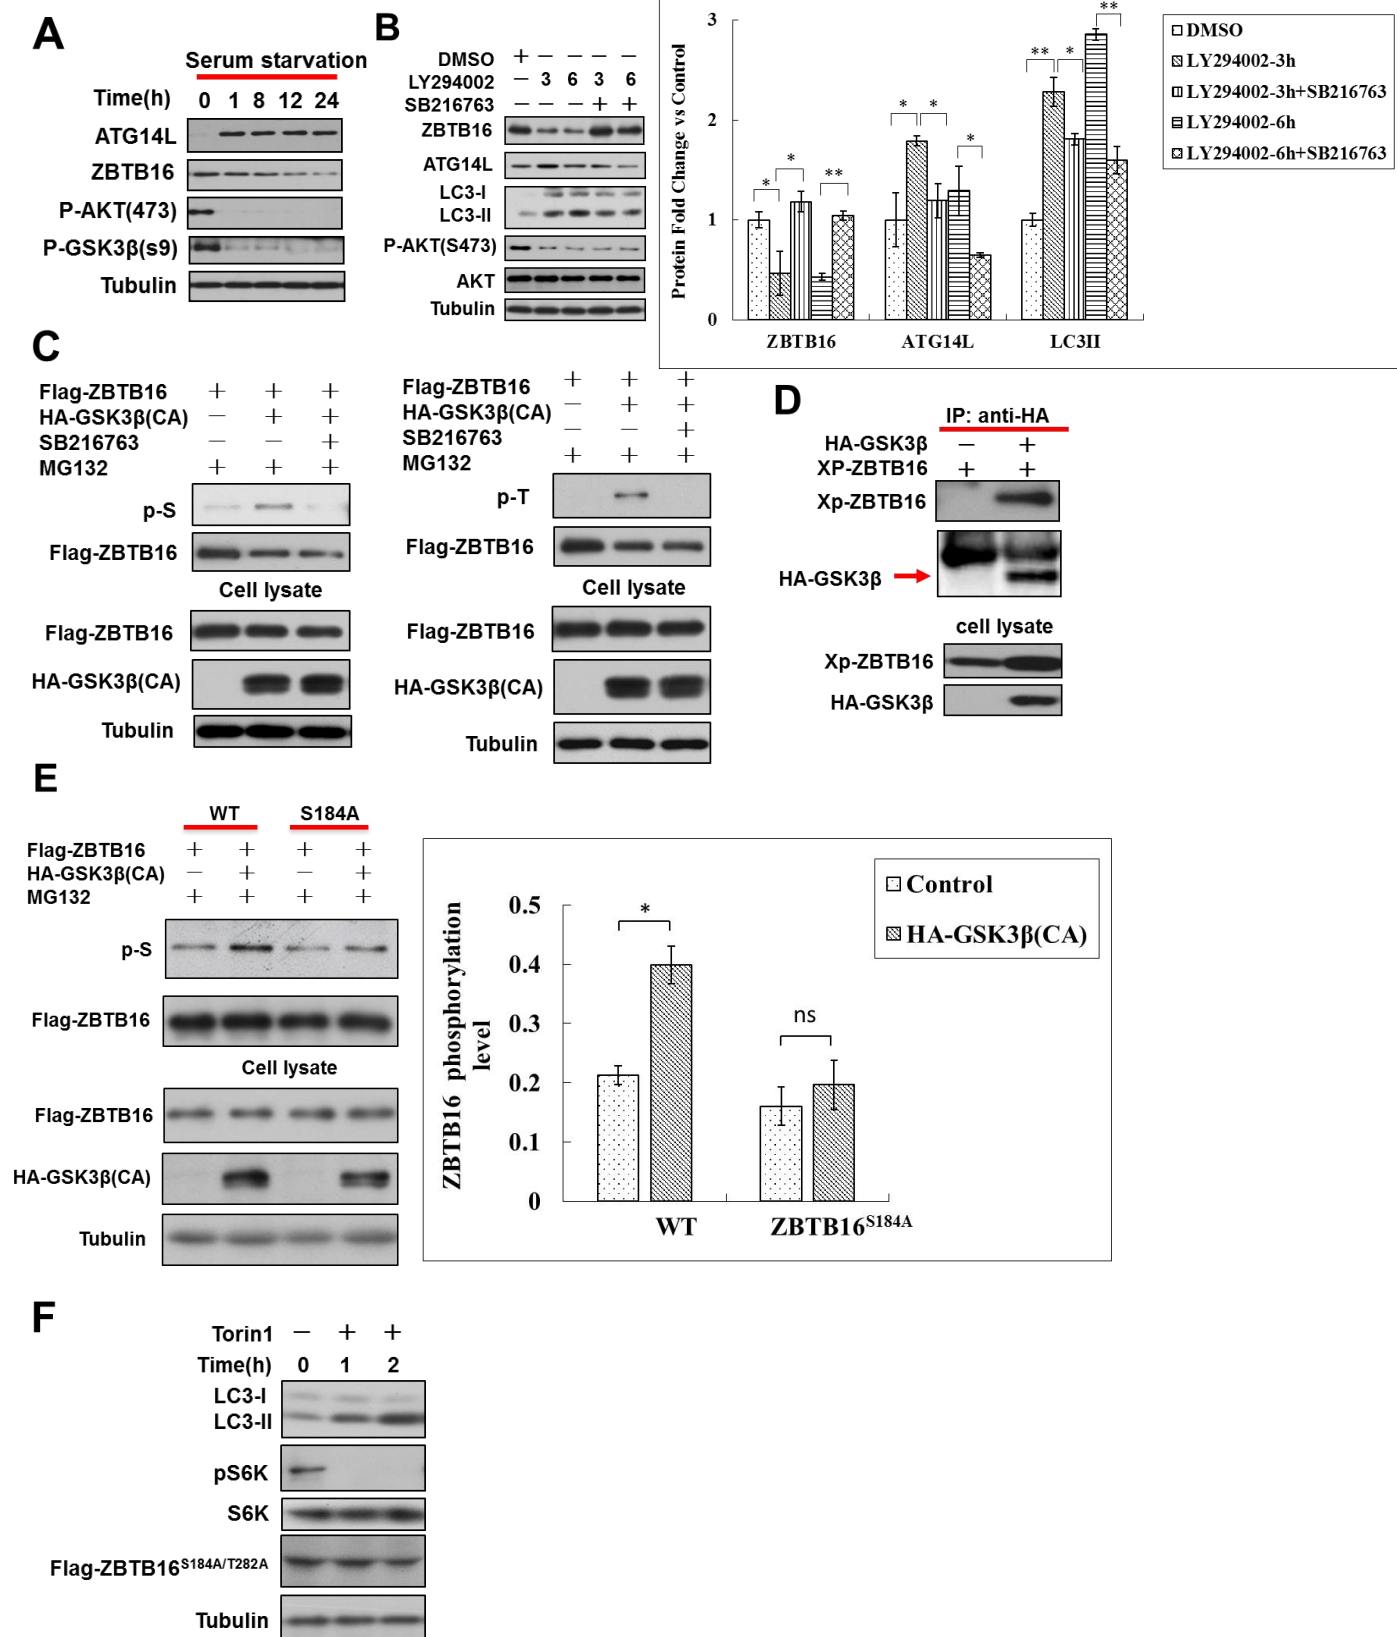 A
Serum starvation
Time(h) 0 1 8 12 24
ATG14L
ZBTB16
P-AKT(473)
P-GSK3β(s9)
Tubulin
B
DMSO + − − − −
LY294002 − 3 6 3 6
SB216763 − − − + +
ZBTB16
ATG14L
LC3-I
LC3-II
P-AKT(S473)
AKT
Tubulin
Protein Fold Change vs Control
3
2
1
0
* * **
* * *
** * **
ZBTB16 ATG14L LC3II
DMSO
LY294002-3h
LY294002-3h+SB216763
LY294002-6h
LY294002-6h+SB216763
C
Flag-ZBTB16 + + +
HA-GSK3β(CA) − + +
SB216763 − − +
MG132 + + +
p-S
Flag-ZBTB16
Cell lysate
Flag-ZBTB16
HA-GSK3β(CA)
Tubulin
Flag-ZBTB16 + + +
HA-GSK3β(CA) − + +
SB216763 − − +
MG132 + + +
p-T
Flag-ZBTB16
Cell lysate
Flag-ZBTB16
HA-GSK3β(CA)
Tubulin
D
IP: anti-HA
HA-GSK3β − +
XP-ZBTB16 + +
Xp-ZBTB16
HA-GSK3β
cell lysate
Xp-ZBTB16
HA-GSK3β
E
WT S184A
Flag-ZBTB16 + + + +
HA-GSK3β(CA) − + − +
MG132 + + + +
p-S
Flag-ZBTB16
Cell lysate
Flag-ZBTB16
HA-GSK3β(CA)
Tubulin
ZBTB16 phosphorylation
level
0.5
0.4
0.3
0.2
0.1
0
*
ns
WT ZBTB16S184A
Control
HA-GSK3β(CA)
F
Torin1 − + +
Time(h) 0 1 2
LC3-I
LC3-II
pS6K
S6K
Flag-ZBTB16S184A/T282A
Tubulin